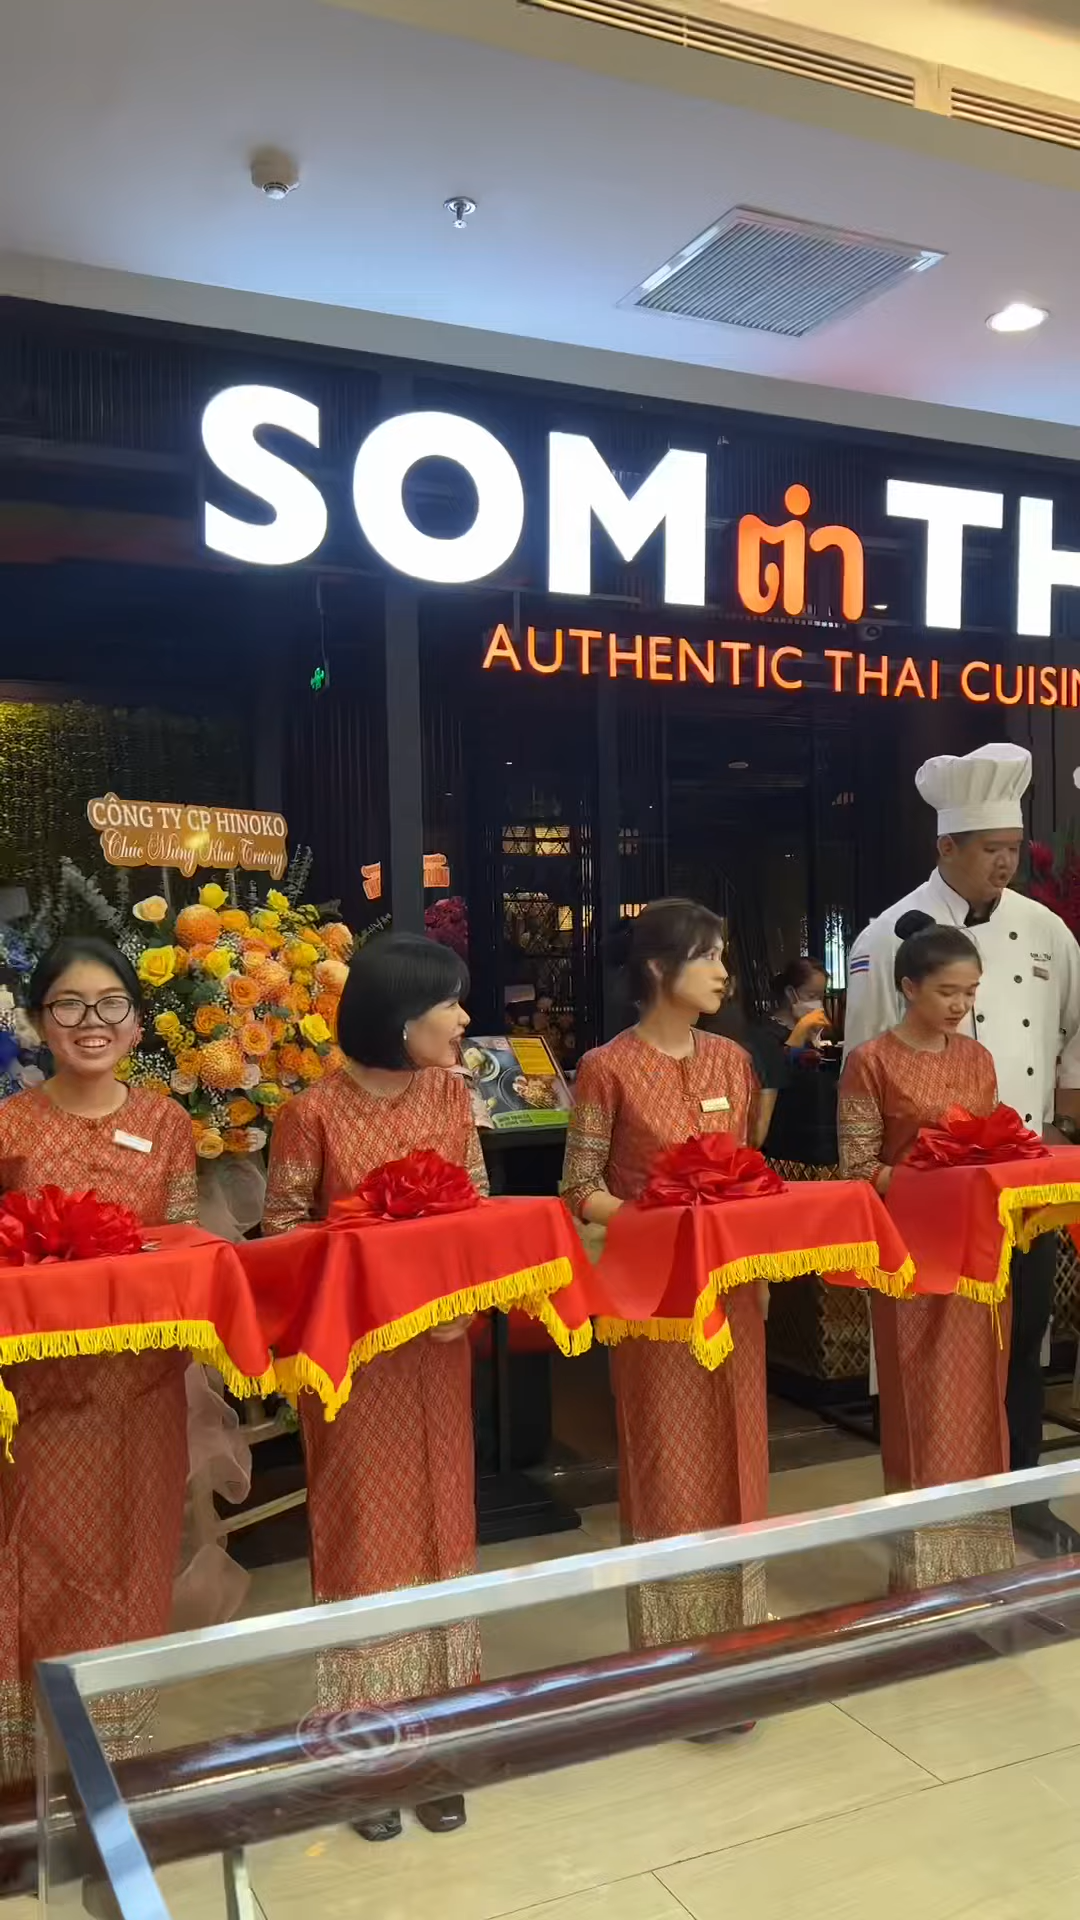 SOM ตำ TH
AUTHENTIC THAI CUISIN
CÔNG TY CP HINOKO
Chúc Mừng Khai Trương